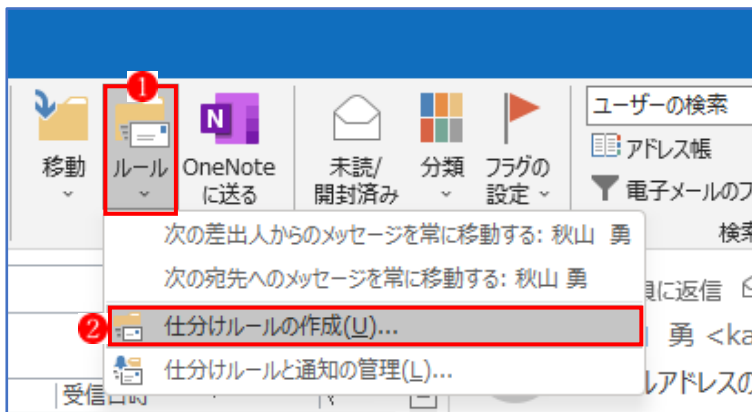 1
移動
ルール
OneNote
に送る
未読/
開封済み
分類
フラグの
設定
ユーザーの検索
アドレス帳
電子メールのフ
検索
次の差出人からのメッセージを常に移動する: 秋山 勇
次の宛先へのメッセージを常に移動する: 秋山 勇
2 仕分けルールの作成(U)...
仕分けルールと通知の管理(L)...
に返信
勇 <ka
ルアドレスの
受信日時